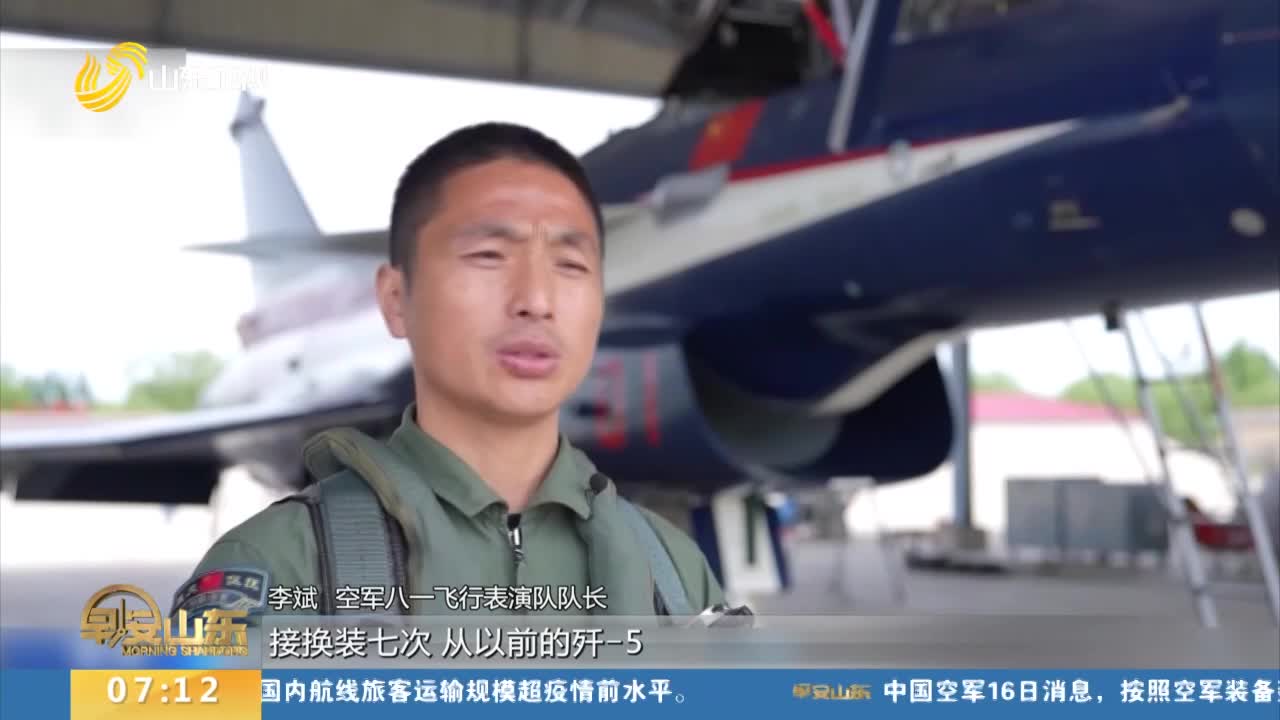 山东卫视
李斌 空军八一飞行表演队队长
接换装七次 从以前的歼-5
早安山东
MORNING SHANDONG
07:12
国内航线旅客运输规模超疫情前水平。 早安山东 中国空军16日消息，按照空军装备